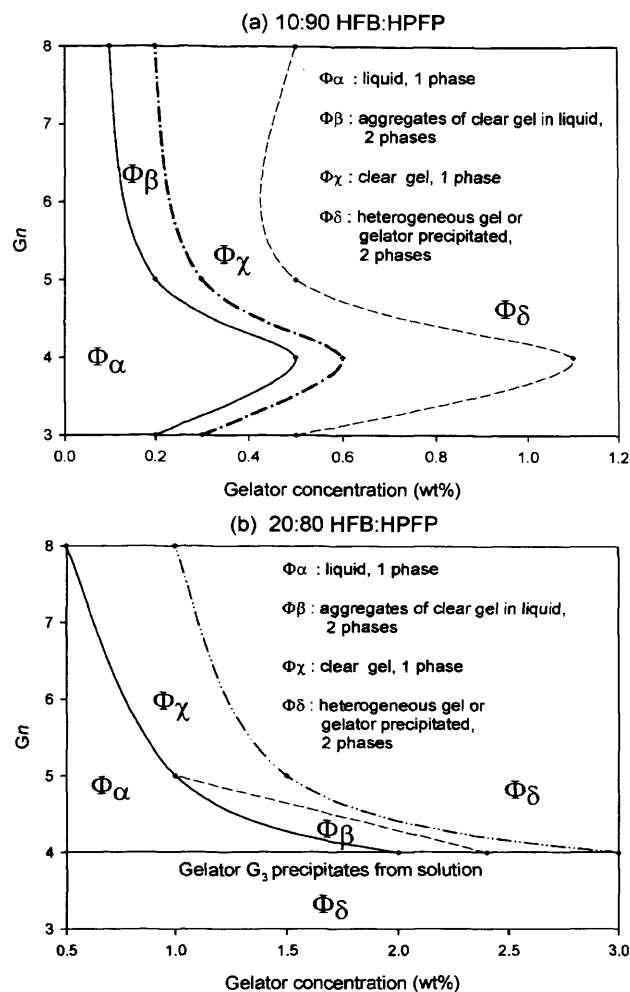 (a) 10:90 HFB:HPFP
8
7
6
5
4
3
Gn
Φα : liquid, 1 phase
Φβ : aggregates of clear gel in liquid,
2 phases
Φχ : clear gel, 1 phase
Φδ : heterogeneous gel or
gelator precipitated,
2 phases
Φβ
Φχ
Φδ
Φα
0.0 0.2 0.4 0.6 0.8 1.0 1.2
Gelator concentration (wt%)
(b) 20:80 HFB:HPFP
8
7
6
5
4
3
Gn
Φα : liquid, 1 phase
Φβ : aggregates of clear gel in liquid,
2 phases
Φχ : clear gel, 1 phase
Φδ : heterogeneous gel or
gelator precipitated,
2 phases
Φχ
Φα
Φδ
Φβ
Gelator G₃ precipitates from solution
Φδ
0.5 1.0 1.5 2.0 2.5 3.0
Gelator concentration (wt%)